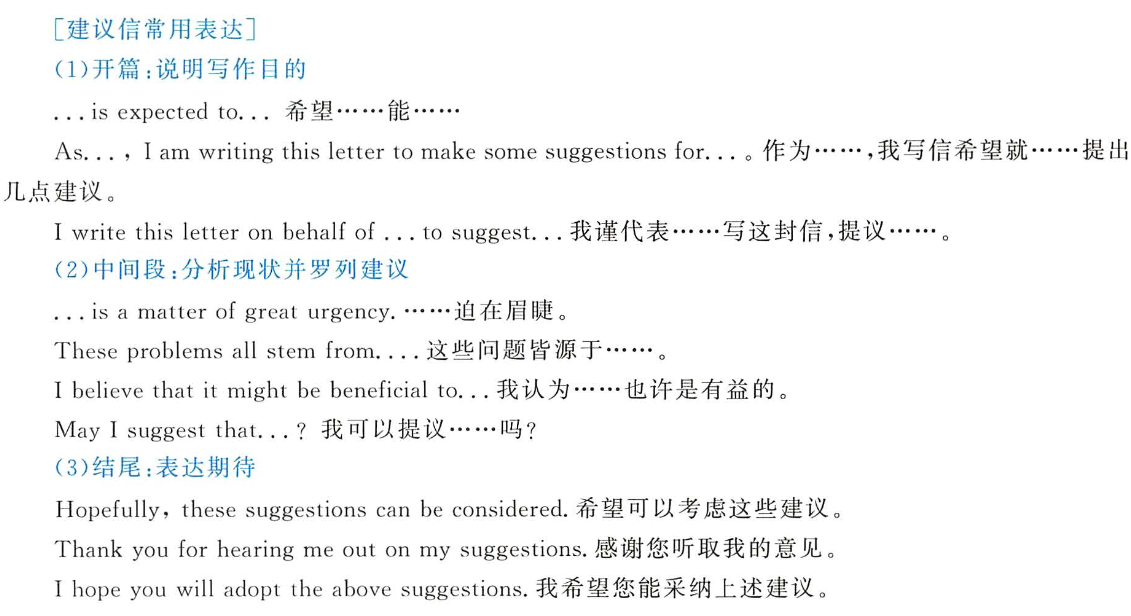 [建议信常用表达]
(1)开篇:说明写作目的
...is expected to... 希望……能……
As..., I am writing this letter to make some suggestions for...。作为……,我写信希望就……提出
几点建议。
I write this letter on behalf of ...to suggest...我谨代表……写这封信,提议……。
(2)中间段:分析现状并罗列建议
...is a matter of great urgency. ……迫在眉睫。
These problems all stem from....这些问题皆源于……。
I believe that it might be beneficial to...我认为……也许是有益的。
May I suggest that...? 我可以提议……吗?
(3)结尾:表达期待
Hopefully, these suggestions can be considered. 希望可以考虑这些建议。
Thank you for hearing me out on my suggestions. 感谢您听取我的意见。
I hope you will adopt the above suggestions. 我希望您能采纳上述建议。